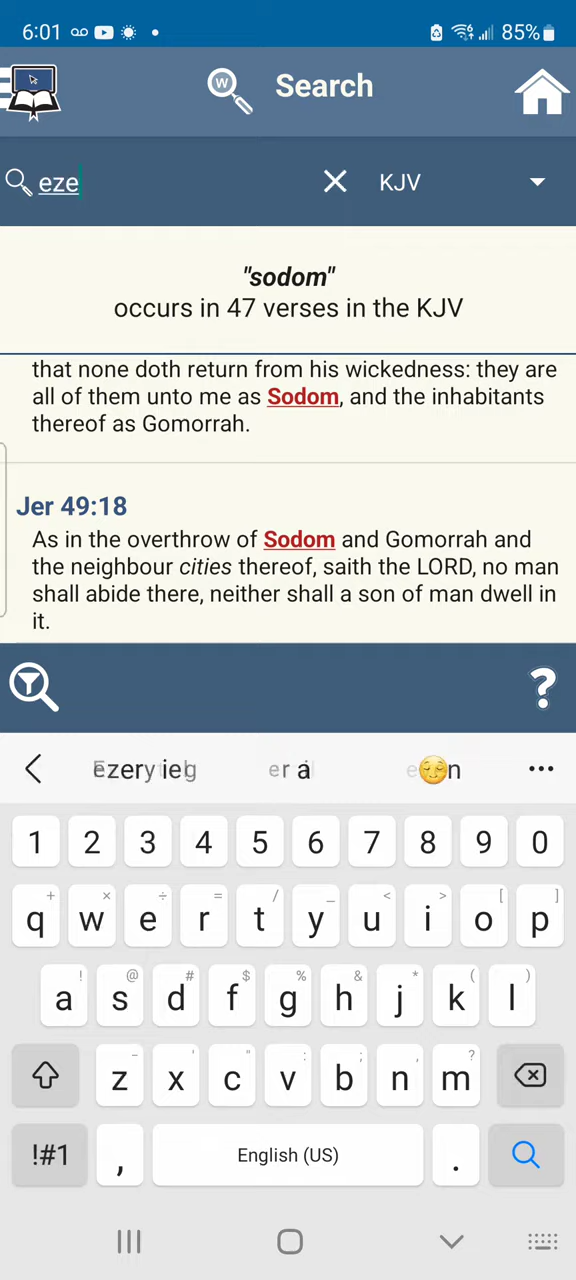 6:01 85%
Search
eze KJV
"sodom"
occurs in 47 verses in the KJV
that none doth return from his wickedness: they are
all of them unto me as Sodom, and the inhabitants
thereof as Gomorrah.
Jer 49:18
As in the overthrow of Sodom and Gomorrah and
the neighbour cities thereof, saith the LORD, no man
shall abide there, neither shall a son of man dwell in
it.
?
1 2 3 4 5 6 7 8 9 0
+ × ÷ = / _ < > [ ]
q w e r t y u i o p
! @ # $ % & * ( )
a s d f g h j k l
- ' " : ; , ?
z x c v b n m
!#1 , English (US) .